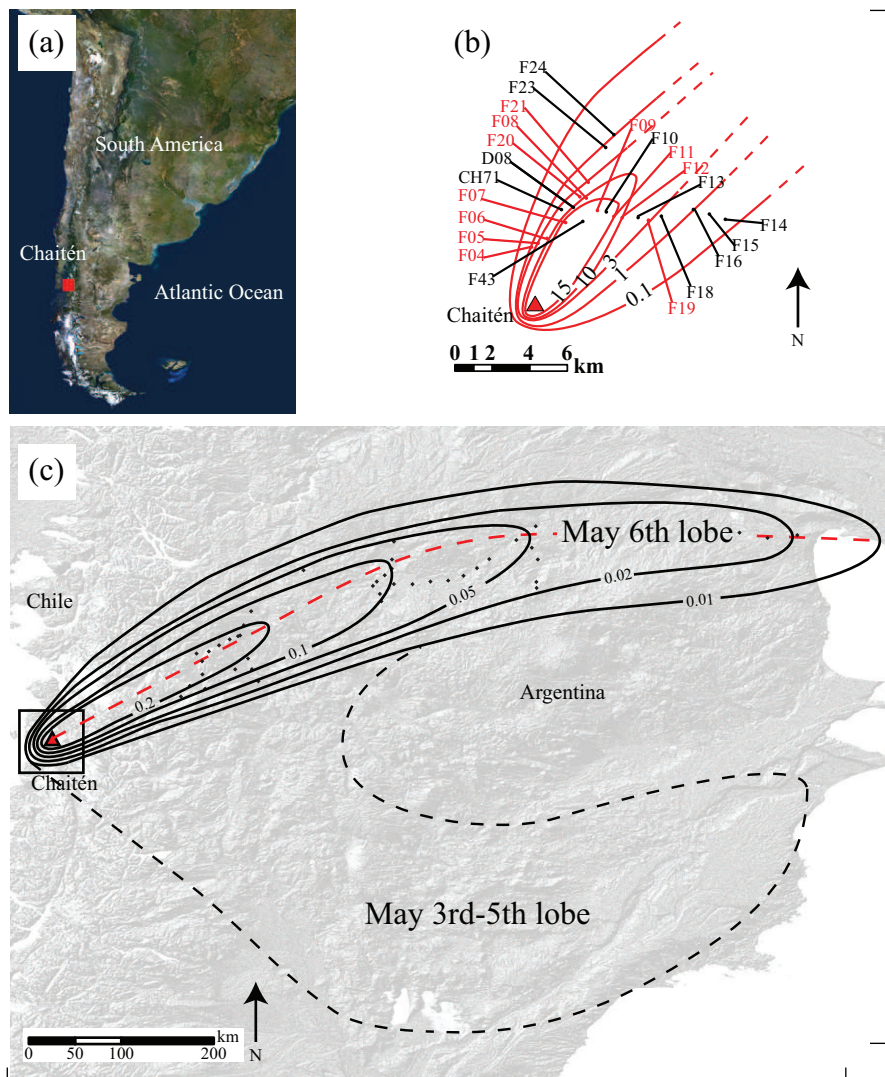 (a)
South America
Chaitén
Atlantic Ocean
(b)
F24
F23
F21
F08
F20
D08
CH71
F07
F06
F05
F04
F43
F09
F10
F11
F12
F13
F14
F15
F16
F18
F19
15
10
3
1
0.1
Chaitén
0 1 2 4 6
km
N
(c)
May 6th lobe
0.02
0.01
0.05
0.1
0.2
Chile
Argentina
Chaitén
May 3rd-5th lobe
km
0 50 100 200
N